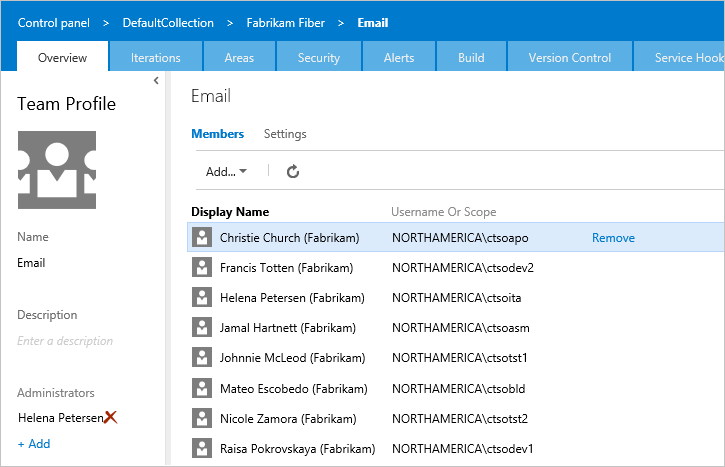 Control panel > DefaultCollection > Fabrikam Fiber > Email
Overview Iterations Areas Security Alerts Build Version Control Service Hook
Team Profile
Name
Email
Description
Enter a description
Administrators
Helena Petersen
+ Add
Email
Members Settings
Add...
Display Name Username Or Scope
Christie Church (Fabrikam) NORTHAMERICA\ctsoapo Remove
Francis Totten (Fabrikam) NORTHAMERICA\ctsodev2
Helena Petersen (Fabrikam) NORTHAMERICA\ctsoita
Jamal Hartnett (Fabrikam) NORTHAMERICA\ctsoasm
Johnnie McLeod (Fabrikam) NORTHAMERICA\ctsotst1
Mateo Escobedo (Fabrikam) NORTHAMERICA\ctsobld
Nicole Zamora (Fabrikam) NORTHAMERICA\ctsotst2
Raisa Pokrovskaya (Fabrikam) NORTHAMERICA\ctsodev1